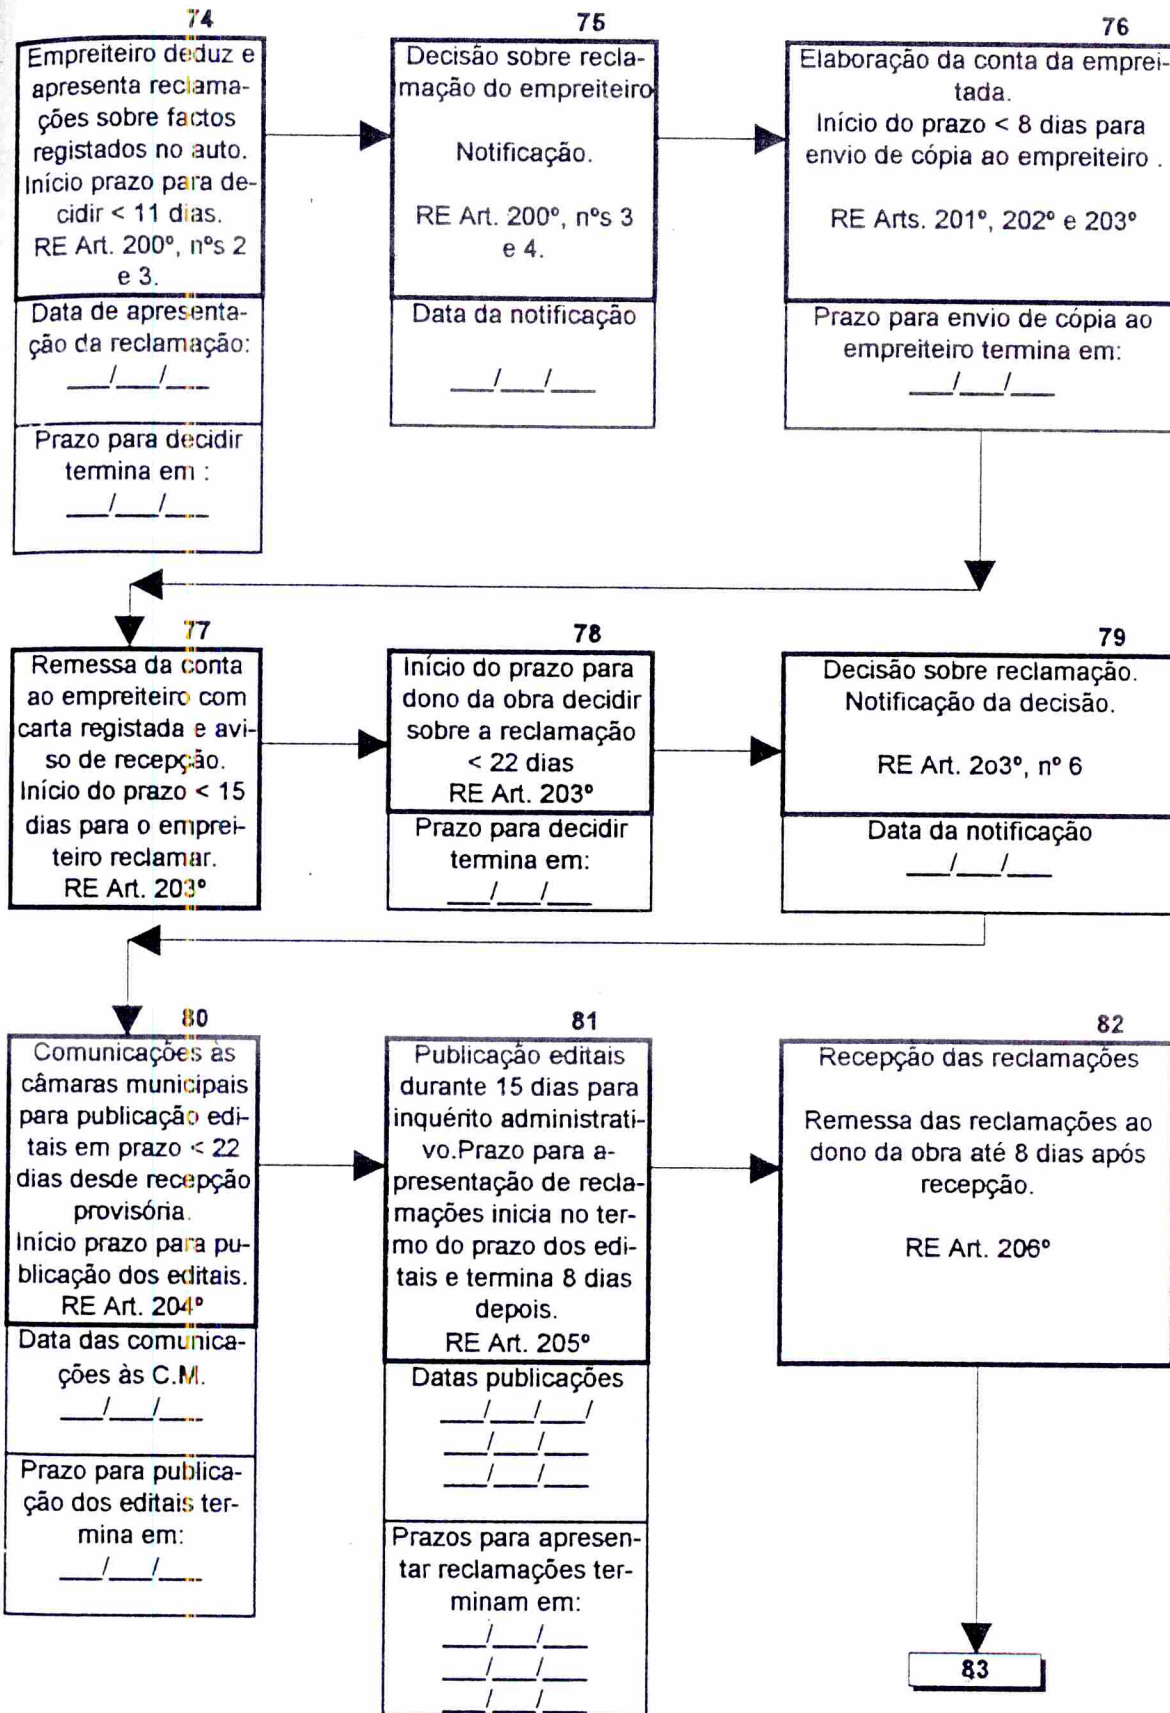 74
Empreiteiro deduz e
apresenta reclama-
ções sobre factos
registados no auto.
Início prazo para de-
cidir < 11 dias.
RE Art. 200º, nºs 2
e 3.
Data de apresenta-
ção da reclamação:
___/___/___
Prazo para decidir
termina em :
___/___/___
75
Decisão sobre recla-
mação do empreiteiro
Notificação.
RE Art. 200º, nºs 3
e 4.
Data da notificação
___/___/___
76
Elaboração da conta da emprei-
tada.
Início do prazo < 8 dias para
envio de cópia ao empreiteiro .
RE Arts. 201º, 202º e 203º
Prazo para envio de cópia ao
empreiteiro termina em:
___/___/___
77
Remessa da conta
ao empreiteiro com
carta registada e avi-
so de recepção.
Início do prazo < 15
dias para o emprei-
teiro reclamar.
RE Art. 203º
78
Início do prazo para
dono da obra decidir
sobre a reclamação
< 22 dias
RE Art. 203º
Prazo para decidir
termina em:
___/___/___
79
Decisão sobre reclamação.
Notificação da decisão.
RE Art. 2o3º, nº 6
Data da notificação
___/___/___
80
Comunicações às
câmaras municipais
para publicação edi-
tais em prazo < 22
dias desde recepção
provisória.
Início prazo para pu-
blicação dos editais.
RE Art. 204º
Data das comunica-
ções às C.M.
___/___/___
Prazo para publica-
ção dos editais ter-
mina em:
___/___/___
81
Publicação editais
durante 15 dias para
inquérito administrati-
vo.Prazo para a-
presentação de recla-
mações inicia no ter-
mo do prazo dos edi-
tais e termina 8 dias
depois.
RE Art. 205º
Datas publicações
___/___/___/
___/___/___
___/___/___
Prazos para apresen-
tar reclamações ter-
minam em:
___/___/___
___/___/___
___/___/___
82
Recepção das reclamações
Remessa das reclamações ao
dono da obra até 8 dias após
recepção.
RE Art. 206º
83